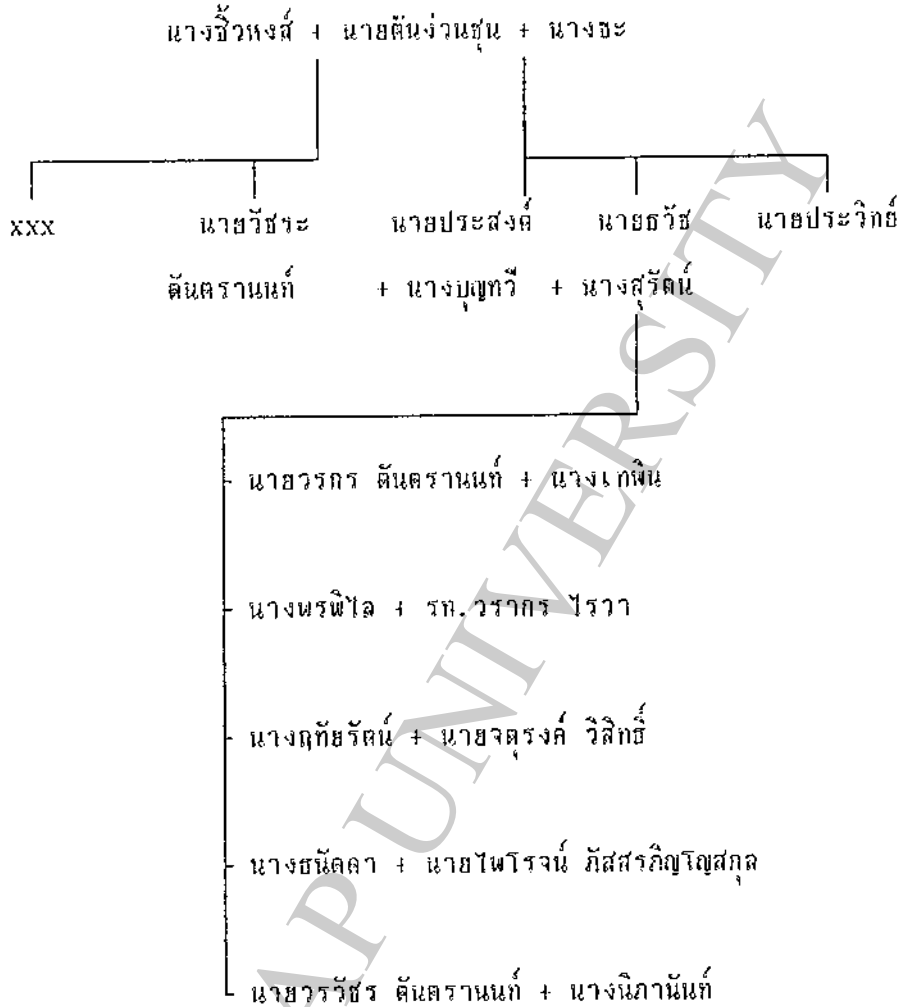 นางชิ้วหงส์ + นายตันง่วนชุน + นางธะ
xxx นายวัชระ นายประสงค์ นายธวัช นายประวิทย์
ตันตรานนท์ + นางบุญทวี + นางสุรัตน์
นายวรกร ตันตรานนท์ + นางเทพิน
นางพรพิไล + รท.วรากร ไรวา
นางฤทัยรัตน์ + นายจตุรงค์ วิสิทธิ์
นางธนัดดา + นายไพโรจน์ ภัสสรภิญโญสกุล
นายวรวัชร ตันตรานนท์ + นางนิภานันท์
AP UNIVERSITY